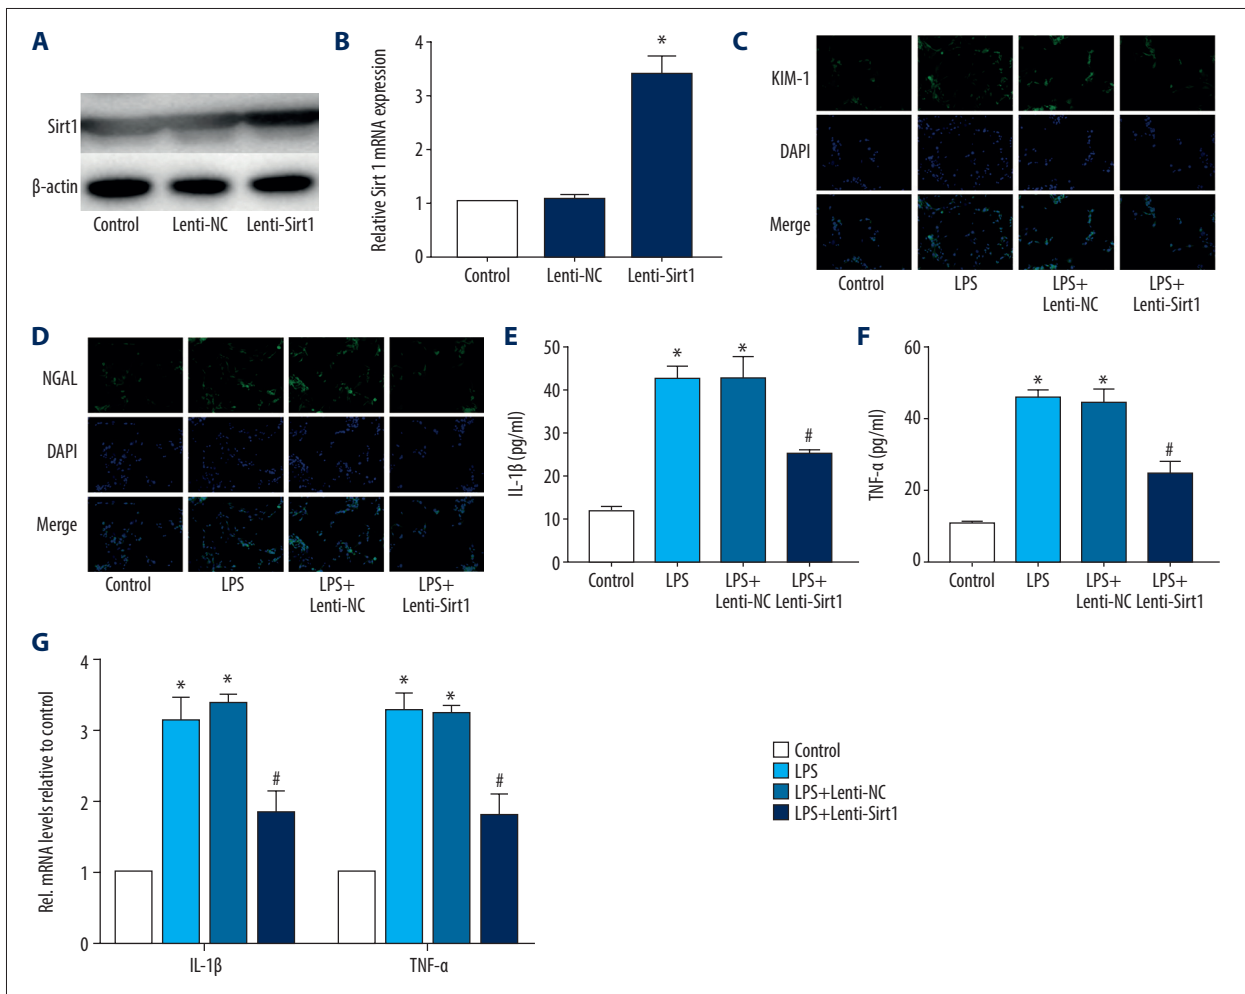 A
Sirt1
β-actin
Control Lenti-NC Lenti-Sirt1
B
Relative Sirt 1 mRNA expression
4
3
2
1
0
*
Control Lenti-NC Lenti-Sirt1
C
KIM-1
DAPI
Merge
Control LPS LPS+ LPS+
Lenti-NC Lenti-Sirt1
D
NGAL
DAPI
Merge
Control LPS LPS+ LPS+
Lenti-NC Lenti-Sirt1
E
IL-1β (pg/ml)
50
40
30
20
10
0
* * #
Control LPS LPS+ LPS+
Lenti-NC Lenti-Sirt1
F
TNF-α (pg/ml)
60
40
20
0
* * #
Control LPS LPS+ LPS+
Lenti-NC Lenti-Sirt1
G
Rel. mRNA levels relative to control
4
3
2
1
0
* * # * * #
IL-1β TNF-α
Control
LPS
LPS+Lenti-NC
LPS+Lenti-Sirt1